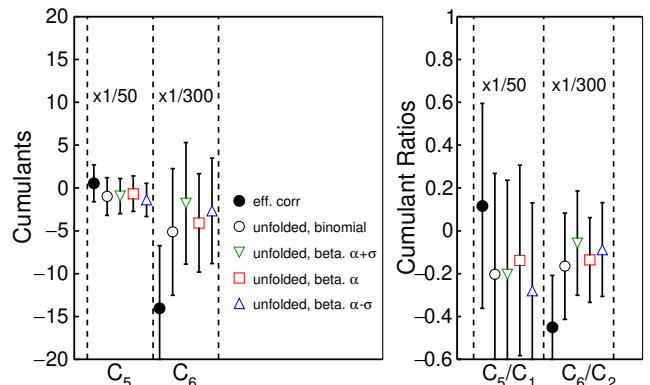 Cumulants
20
15
10
5
0
−5
−10
−15
−20
x1/50 x1/300
eff. corr
unfolded, binomial
unfolded, beta. α+σ
unfolded, beta. α
unfolded, beta. α-σ
C₅ C₆
Cumulant Ratios
1
0.8
0.6
0.4
0.2
0
−0.2
−0.4
−0.6
x1/50 x1/300
C₅/C₁ C₆/C₂